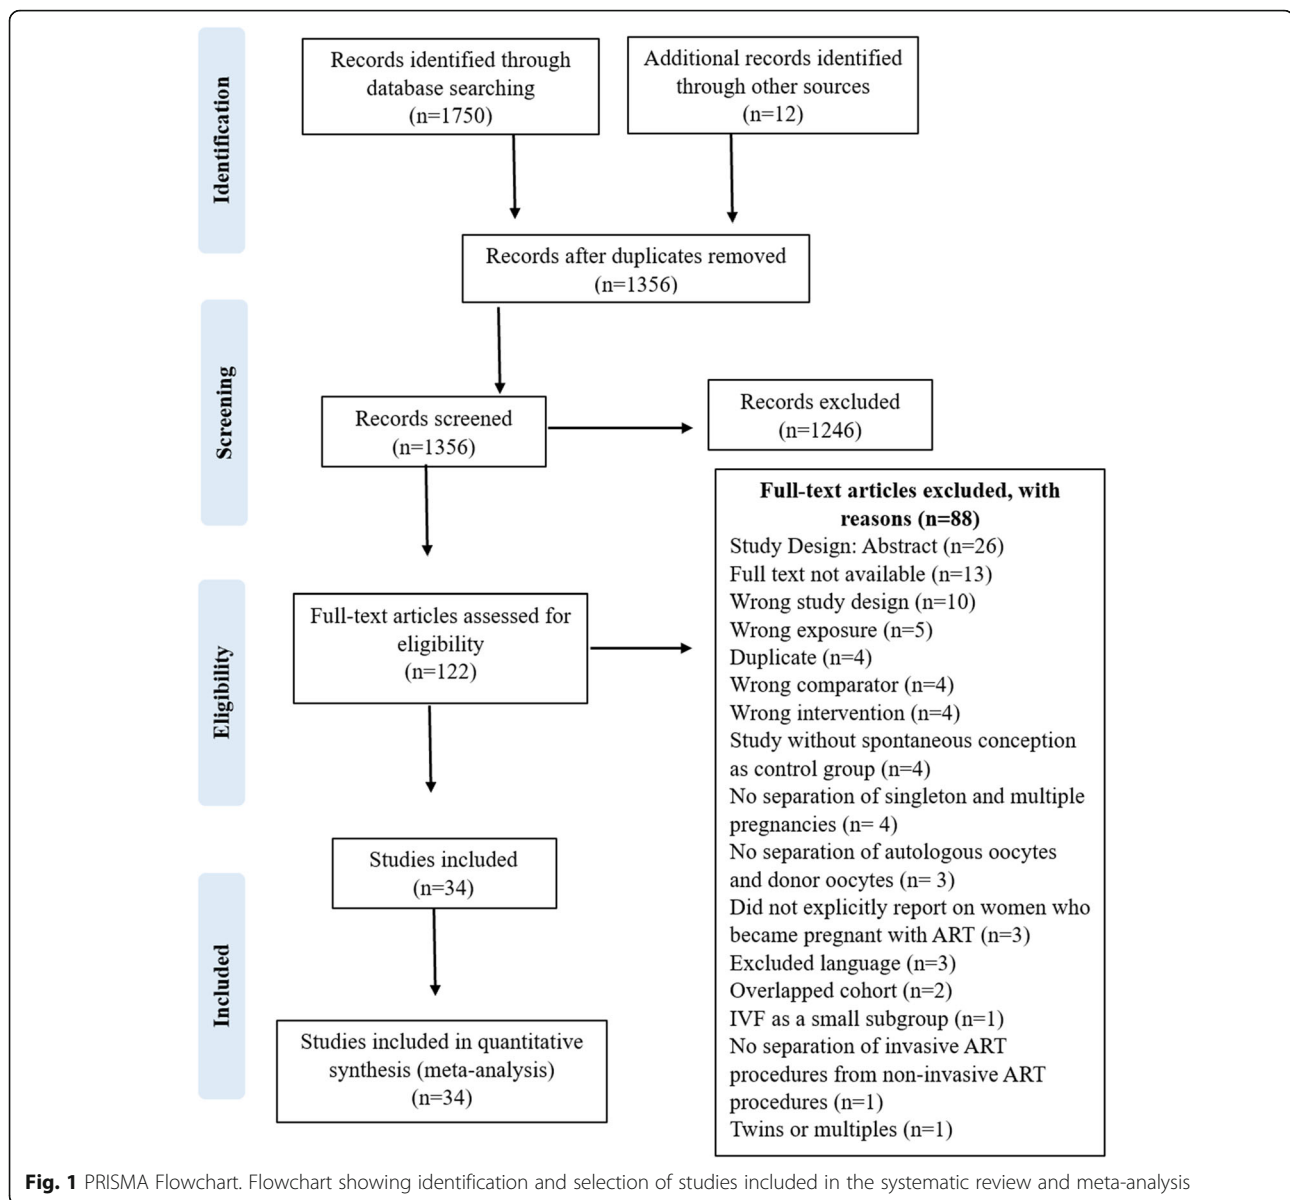 Identification
Records identified through
database searching
(n=1750)
Additional records identified
through other sources
(n=12)
Records after duplicates removed
(n=1356)
Screening
Records screened
(n=1356)
Records excluded
(n=1246)
Eligibility
Full-text articles assessed for
eligibility
(n=122)
Full-text articles excluded, with
reasons (n=88)
Study Design: Abstract (n=26)
Full text not available (n=13)
Wrong study design (n=10)
Wrong exposure (n=5)
Duplicate (n=4)
Wrong comparator (n=4)
Wrong intervention (n=4)
Study without spontaneous conception
as control group (n=4)
No separation of singleton and multiple
pregnancies (n= 4)
No separation of autologous oocytes
and donor oocytes (n= 3)
Did not explicitly report on women who
became pregnant with ART (n=3)
Excluded language (n=3)
Overlapped cohort (n=2)
IVF as a small subgroup (n=1)
No separation of invasive ART
procedures from non-invasive ART
procedures (n=1)
Twins or multiples (n=1)
Included
Studies included
(n=34)
Studies included in quantitative
synthesis (meta-analysis)
(n=34)
Fig. 1 PRISMA Flowchart. Flowchart showing identification and selection of studies included in the systematic review and meta-analysis